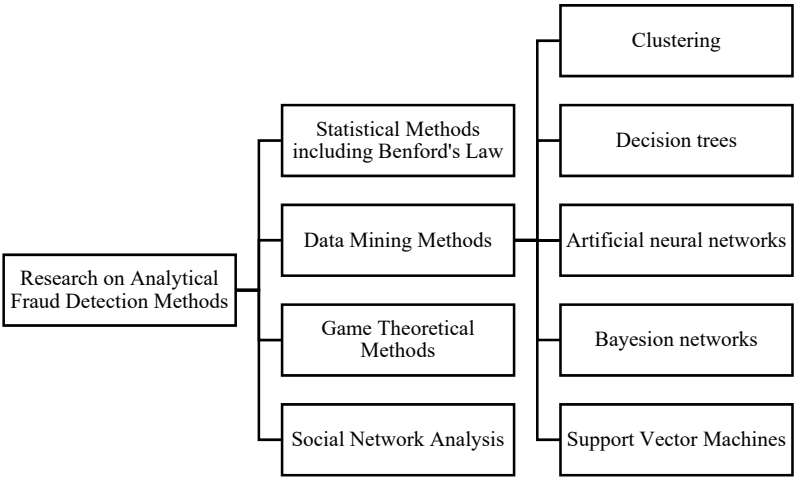 Research on Analytical
Fraud Detection Methods
Statistical Methods
including Benford's Law
Data Mining Methods
Game Theoretical
Methods
Social Network Analysis
Clustering
Decision trees
Artificial neural networks
Bayesion networks
Support Vector Machines